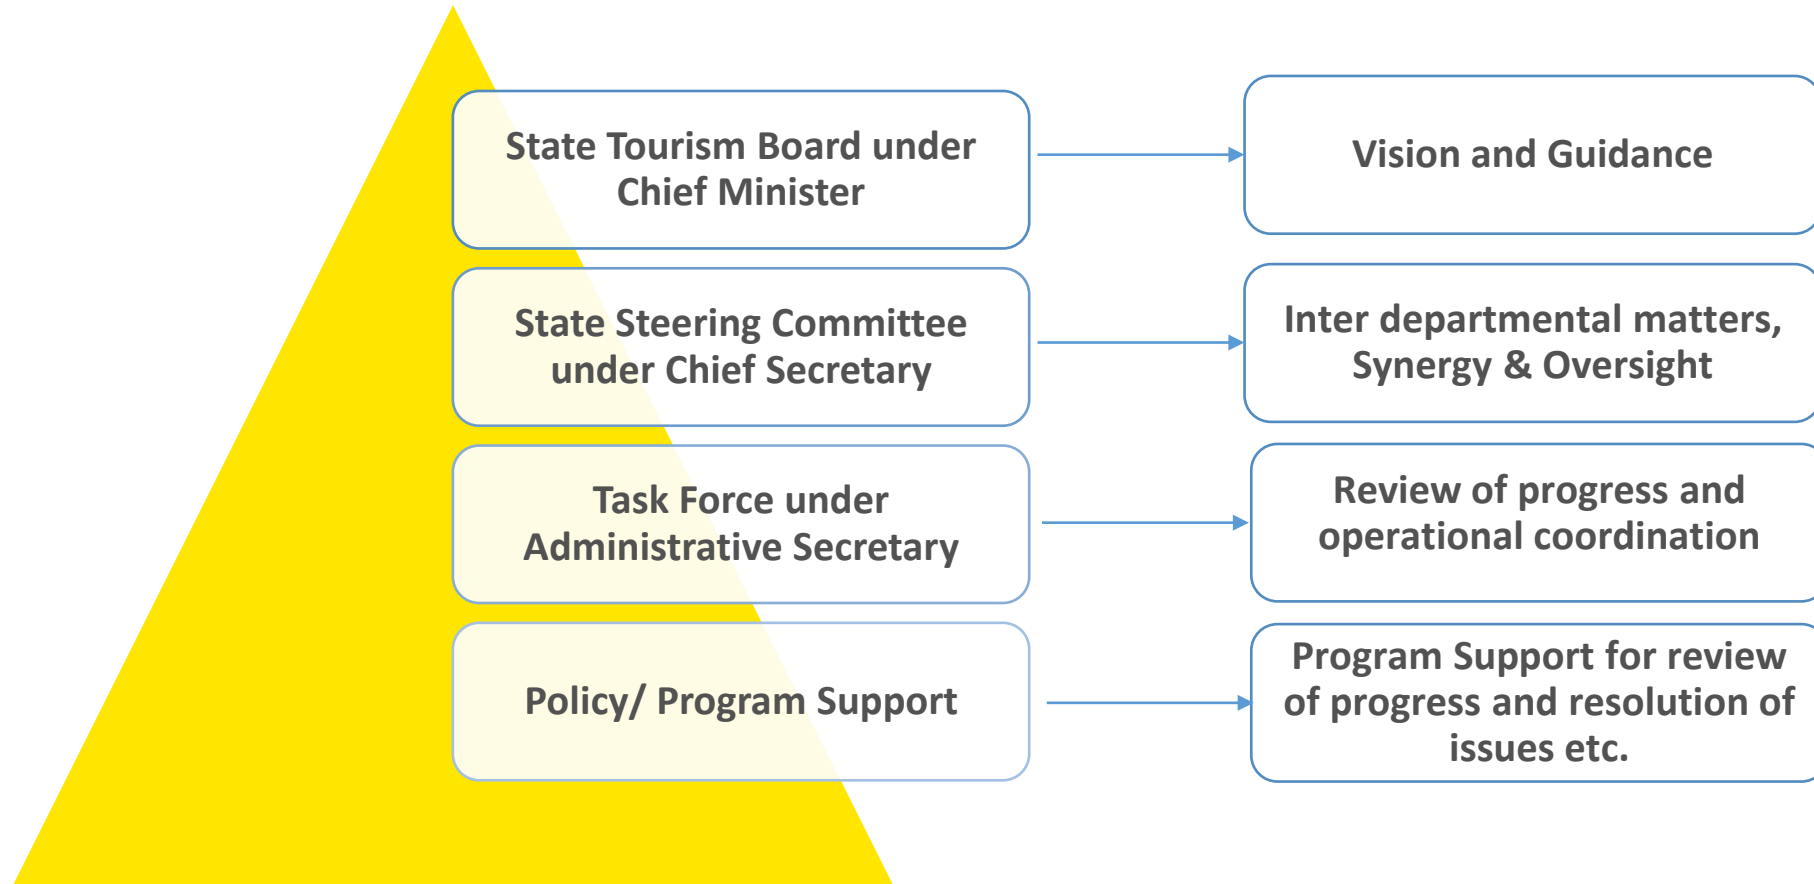 State Tourism Board under
Chief Minister
Vision and Guidance
State Steering Committee
under Chief Secretary
Inter departmental matters,
Synergy & Oversight
Task Force under
Administrative Secretary
Review of progress and
operational coordination
Policy/ Program Support
Program Support for review
of progress and resolution of
issues etc.